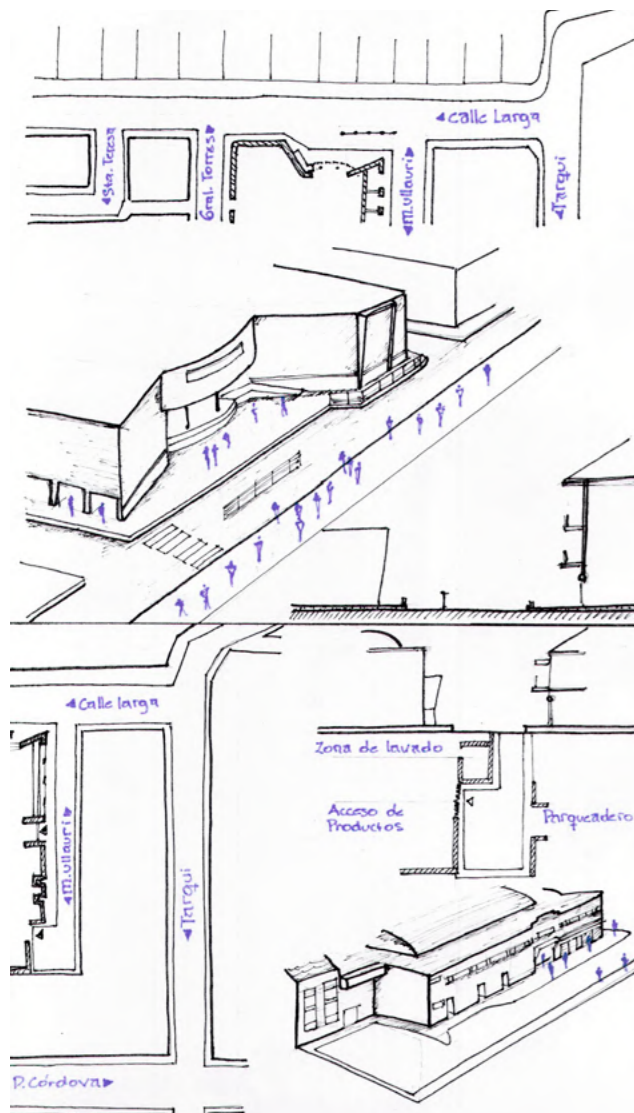 ◄ Calle Larga
◄ Sta. Teresa
Gral. Torres ►
◄ M. Ullauri ►
◄ Tarqui
◄ Calle larga
◄ M. Ullauri ►
◄ Tarqui
P. Córdova ►
Zona de lavado
Acceso de
Productos
Parqueadero